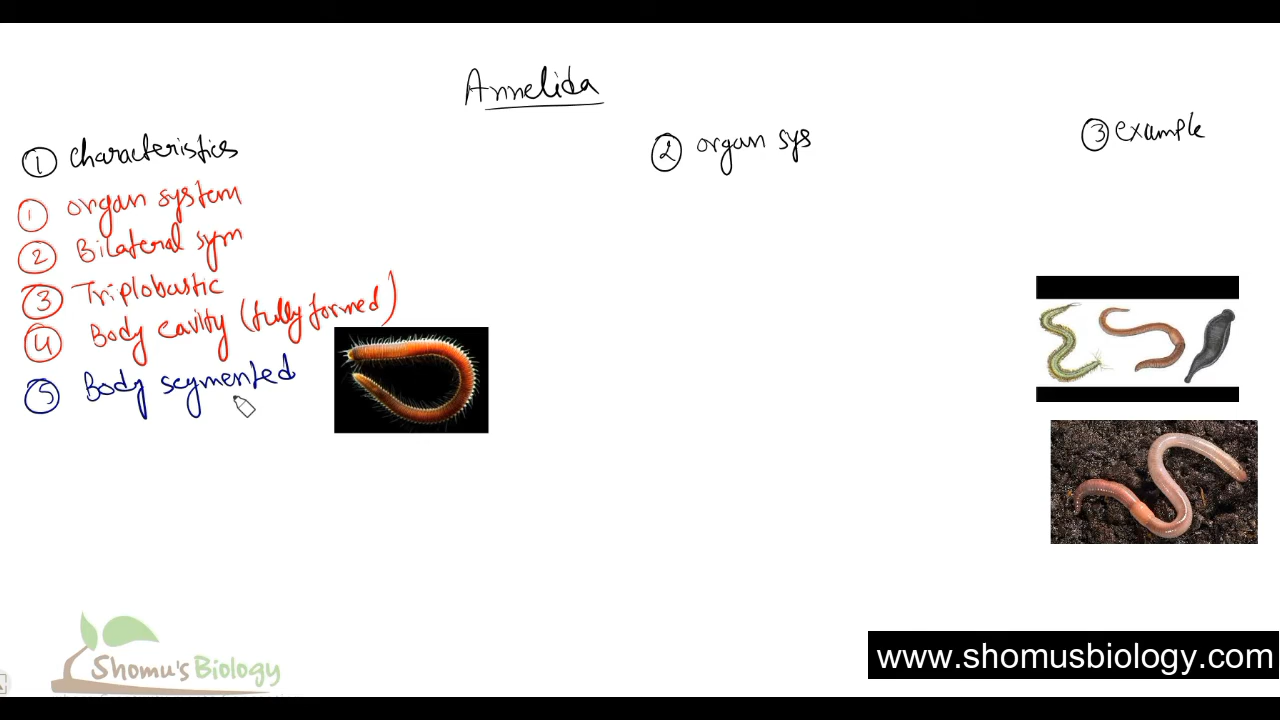 Annelida
① characteristics
① organ system
② Bilateral sym
③ Triplobastic
④ Body cavity (fully formed)
⑤ Body segmented
② organ sys
③ example
Shomu's Biology
www.shomusbiology.com